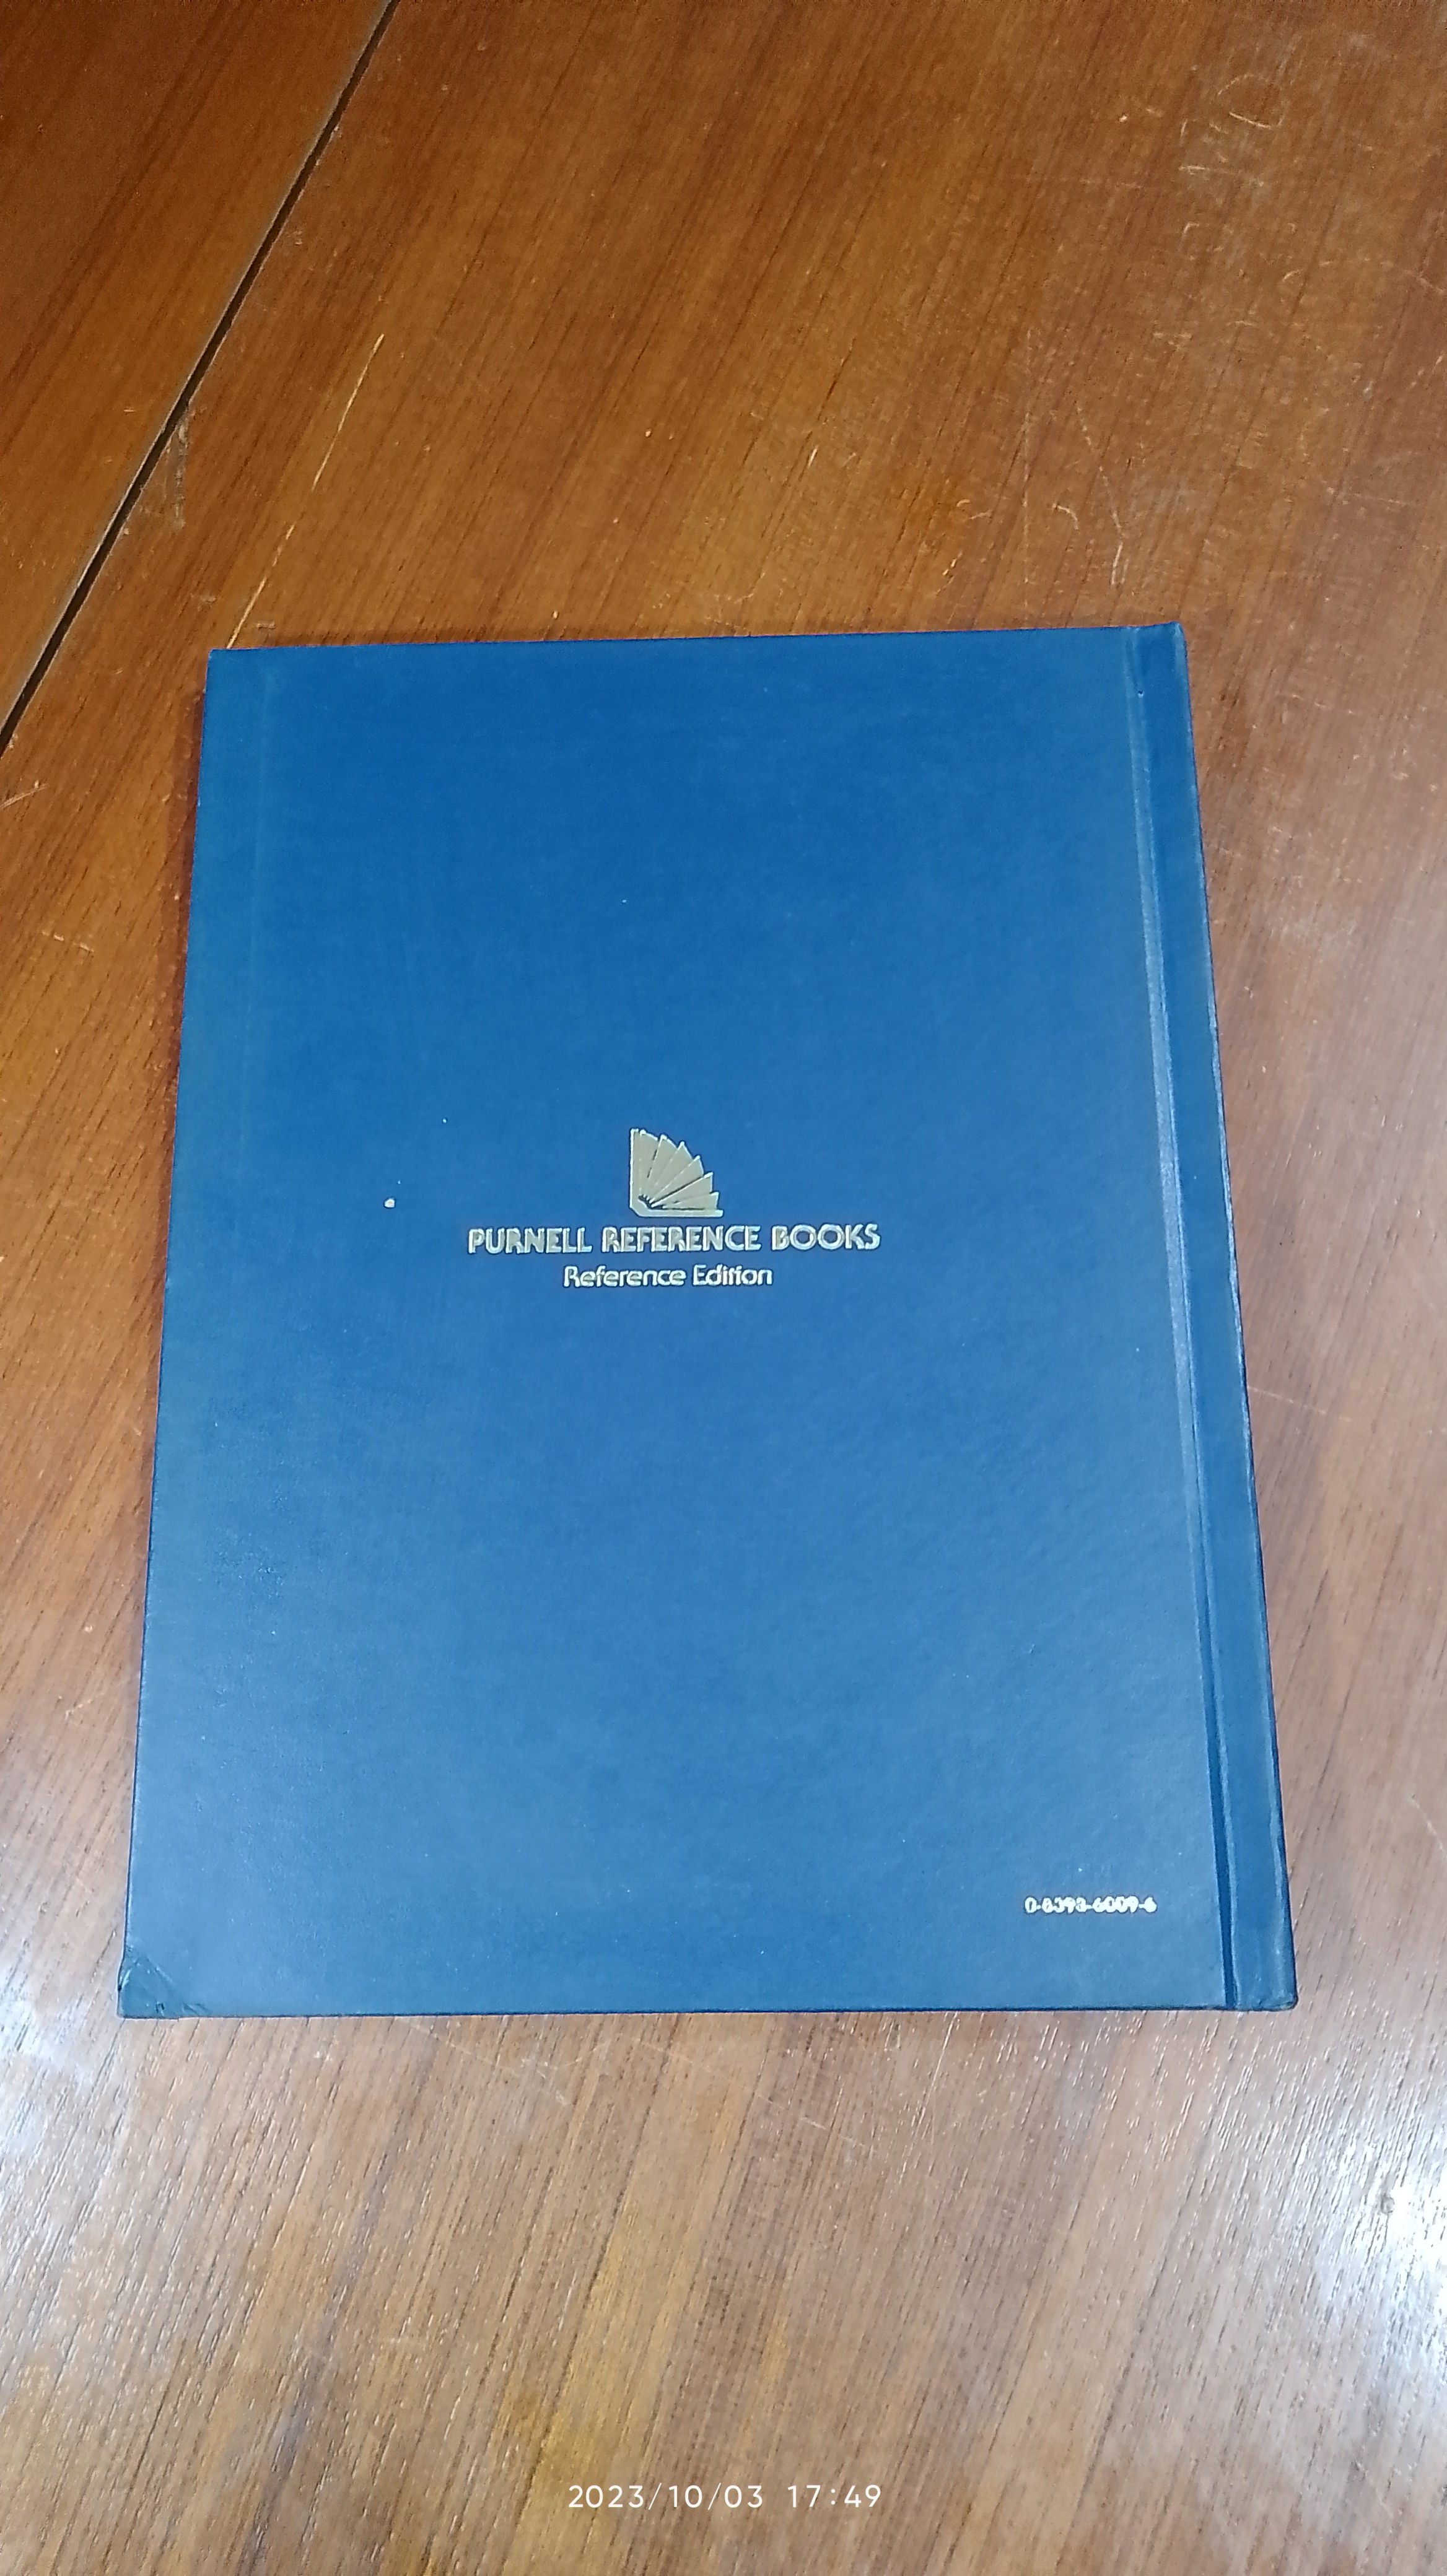 PURNELL REFERENCE BOOKS
Reference Edition
0-8393-6009-6
2023/10/03 17:49